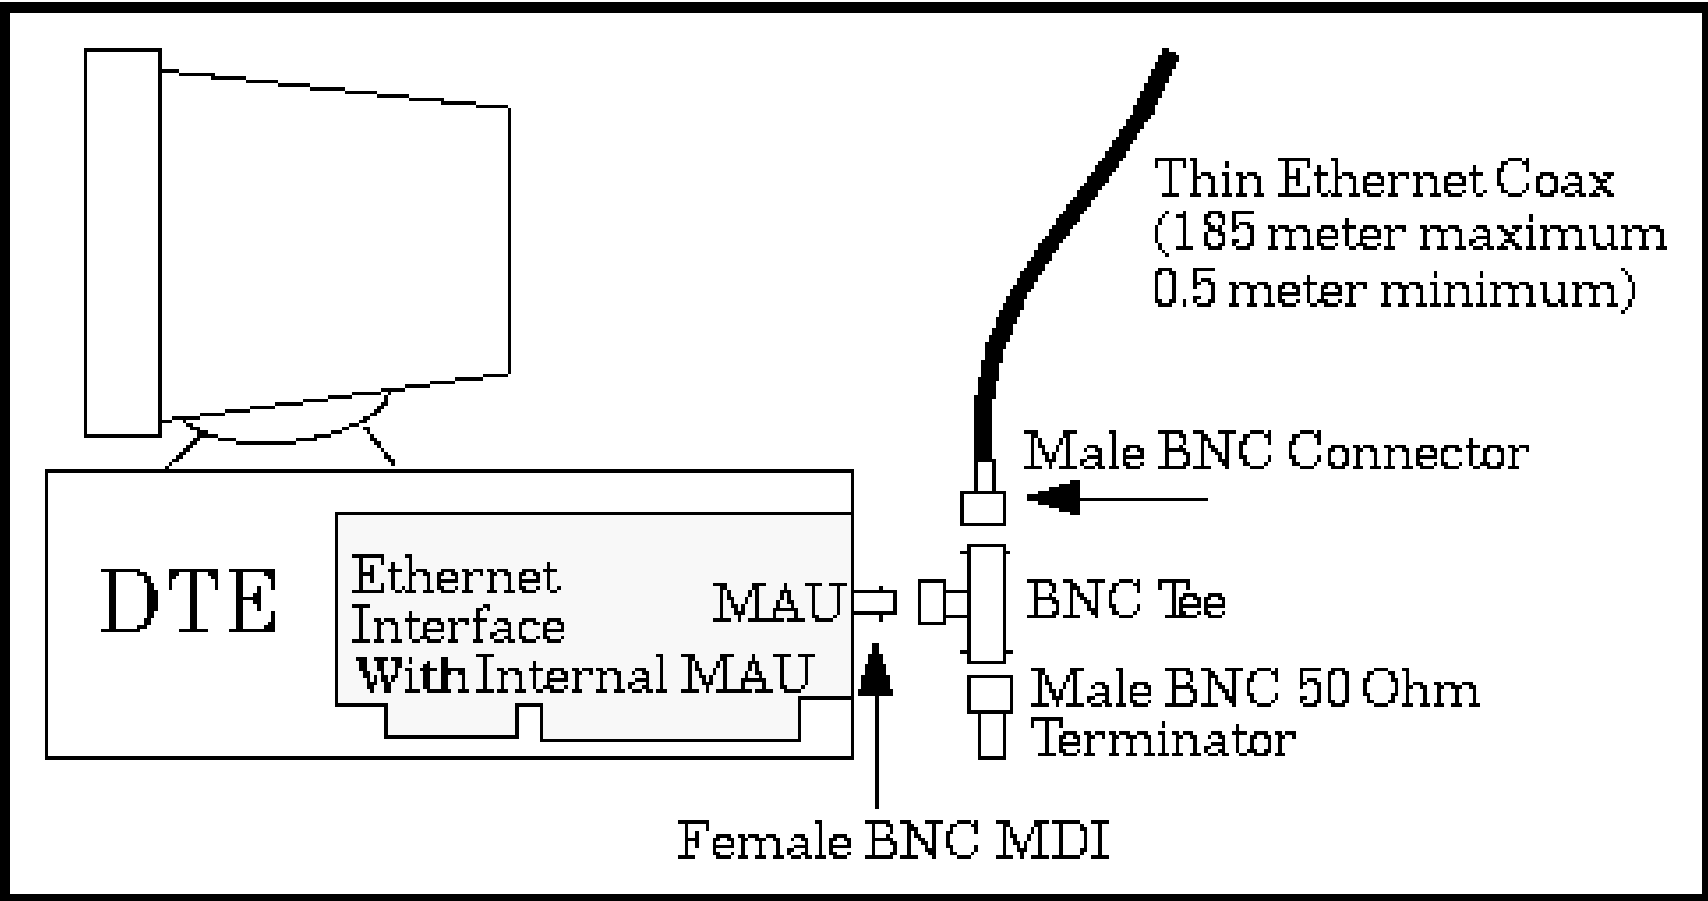 Thin Ethernet Coax
(185 meter maximum
0.5 meter minimum)
Male BNC Connector
DTE
Ethernet
Interface
With Internal MAU
MAU
BNC Tee
Male BNC 50 Ohm
Terminator
Female BNC MDI